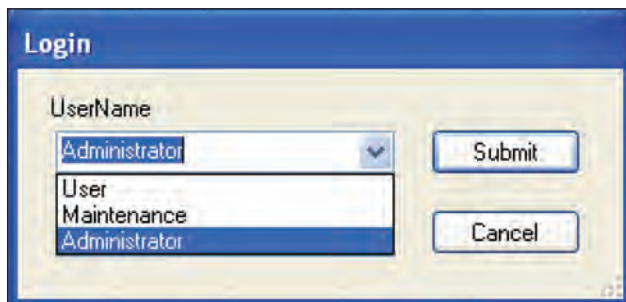 Login
UserName
Administrator
Submit
User
Maintenance
Administrator
Cancel